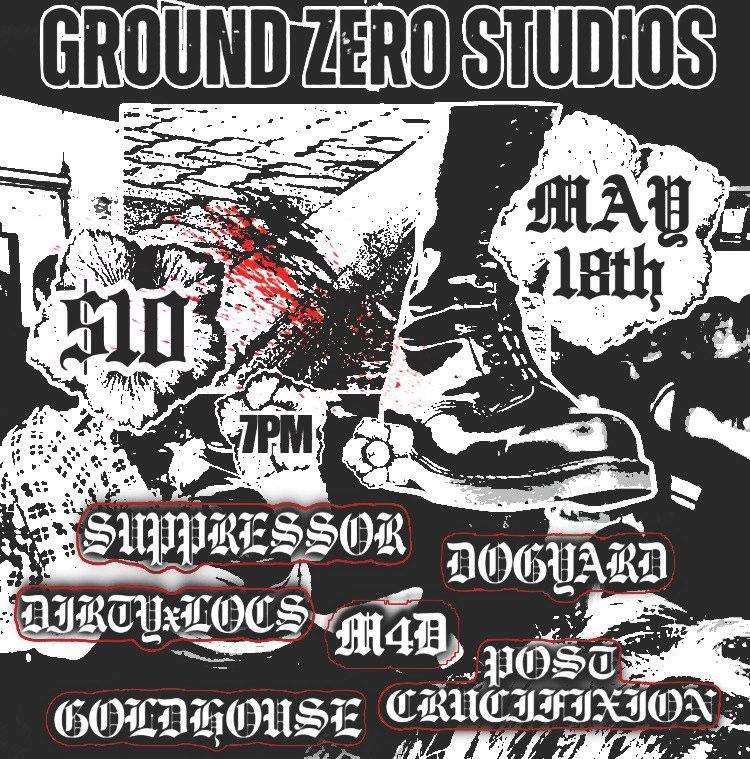 GROUND ZERO STUDIOS
MAY
18th
$10
7PM
SUPPRESSOR
DOGYARD
DIRTYxLOCS
M4D
POST
CRUCIFIXION
GOLDHOUSE